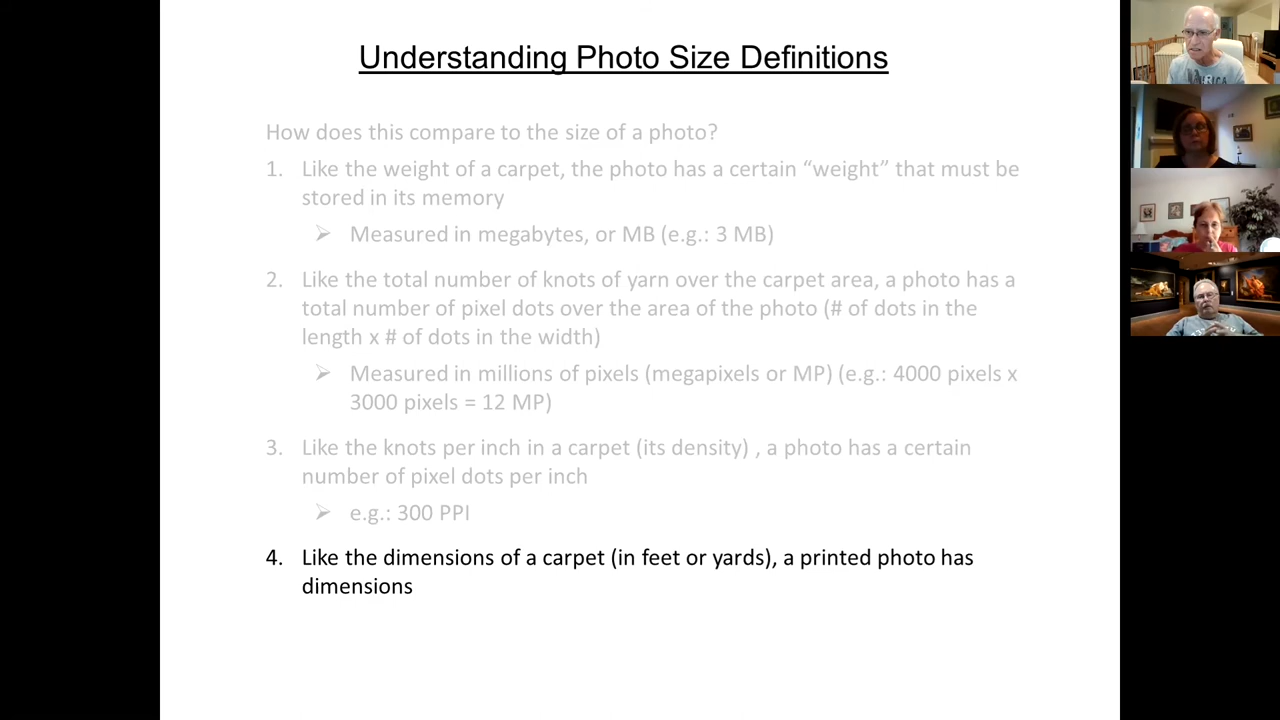 Understanding Photo Size Definitions
How does this compare to the size of a photo?
1. Like the weight of a carpet, the photo has a certain “weight” that must be
stored in its memory
➢ Measured in megabytes, or MB (e.g.: 3 MB)
2. Like the total number of knots of yarn over the carpet area, a photo has a
total number of pixel dots over the area of the photo (# of dots in the
length x # of dots in the width)
➢ Measured in millions of pixels (megapixels or MP) (e.g.: 4000 pixels x
3000 pixels = 12 MP)
3. Like the knots per inch in a carpet (its density) , a photo has a certain
number of pixel dots per inch
➢ e.g.: 300 PPI
4. Like the dimensions of a carpet (in feet or yards), a printed photo has
dimensions